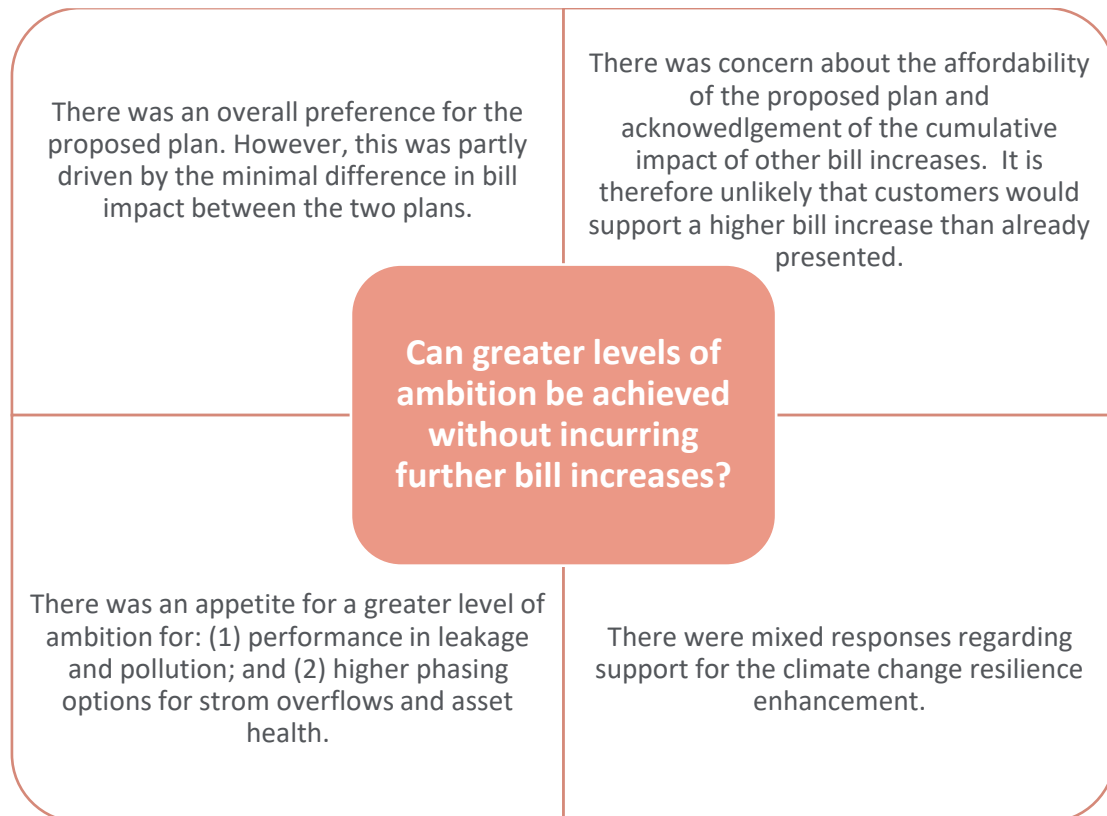 There was an overall preference for the
proposed plan. However, this was partly
driven by the minimal difference in bill
impact between the two plans.
There was concern about the affordability
of the proposed plan and
acknowedlgement of the cumulative
impact of other bill increases.  It is
therefore unlikely that customers would
support a higher bill increase than already
presented.
Can greater levels of
ambition be achieved
without incurring
further bill increases?
There was an appetite for a greater level of
ambition for: (1) performance in leakage
and pollution; and (2) higher phasing
options for strom overflows and asset
health.
There were mixed responses regarding
support for the climate change resilience
enhancement.